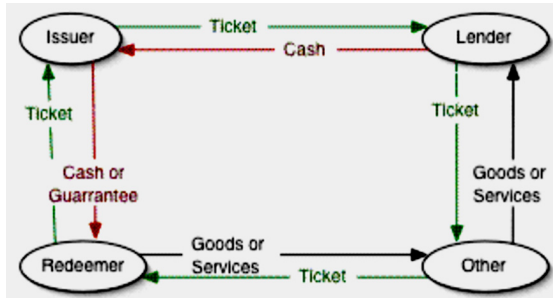 Issuer
Ticket
Lender
Cash
Ticket
Ticket
Cash or
Guarrantee
Goods or
Services
Redeemer
Goods or
Services
Ticket
Other